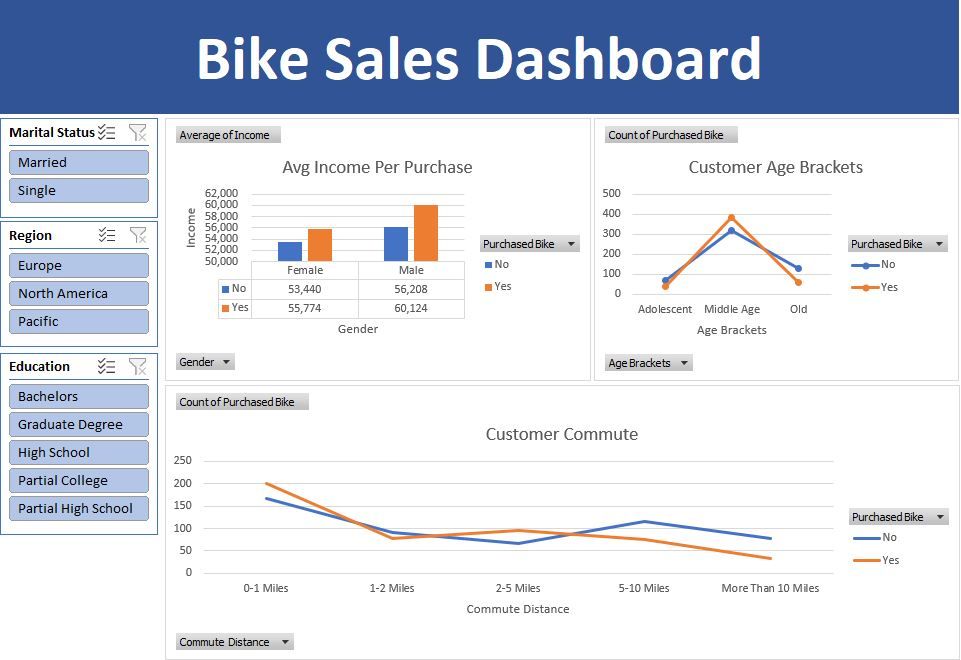 Bike Sales Dashboard
Marital Status
Married
Single
Region
Europe
North America
Pacific
Education
Bachelors
Graduate Degree
High School
Partial College
Partial High School
Average of Income
Avg Income Per Purchase
62,000
60,000
58,000
56,000
54,000
52,000
50,000
Income
Female Male
No 53,440 56,208
Yes 55,774 60,124
Gender
Purchased Bike
No
Yes
Gender
Count of Purchased Bike
Customer Age Brackets
500
400
300
200
100
0
Adolescent Middle Age Old
Age Brackets
Purchased Bike
No
Yes
Age Brackets
Count of Purchased Bike
Customer Commute
250
200
150
100
50
0
0-1 Miles 1-2 Miles 2-5 Miles 5-10 Miles More Than 10 Miles
Commute Distance
Purchased Bike
No
Yes
Commute Distance